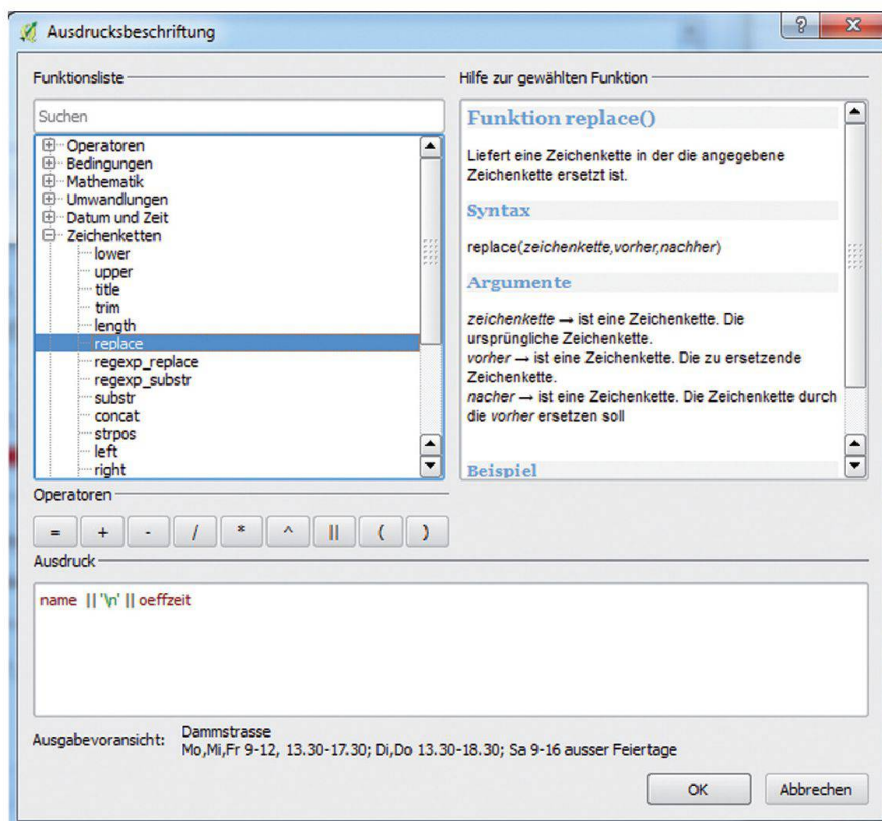 Ausdrucksbeschriftung
Funktionsliste
Suchen
Operatoren
Bedingungen
Mathematik
Umwandlungen
Datum und Zeit
Zeichenketten
lower
upper
title
trim
length
replace
regexp_replace
regexp_substr
substr
concat
strpos
left
right
Hilfe zur gewählten Funktion
Funktion replace()
Liefert eine Zeichenkette in der die angegebene
Zeichenkette ersetzt ist.
Syntax
replace(zeichenkette,vorher,nachher)
Argumente
zeichenkette → ist eine Zeichenkette. Die
ursprüngliche Zeichenkette.
vorher → ist eine Zeichenkette. Die zu ersetzende
Zeichenkette.
nacher → ist eine Zeichenkette. Die Zeichenkette durch
die vorher ersetzen soll
Beispiel
Operatoren
= + - / * ^ || ( )
Ausdruck
name || '\n' || oeffzeit
Ausgabevoransicht: Dammstrasse
Mo,Mi,Fr 9-12, 13.30-17.30; Di,Do 13.30-18.30; Sa 9-16 ausser Feiertage
OK Abbrechen